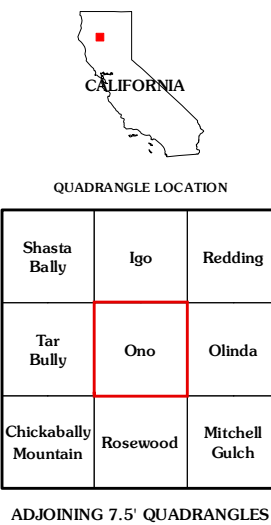 CALIFORNIA
QUADRANGLE LOCATION
Shasta
Bally
Igo
Redding
Tar
Bully
Ono
Olinda
Chickabally
Mountain
Rosewood
Mitchell
Gulch
ADJOINING 7.5' QUADRANGLES